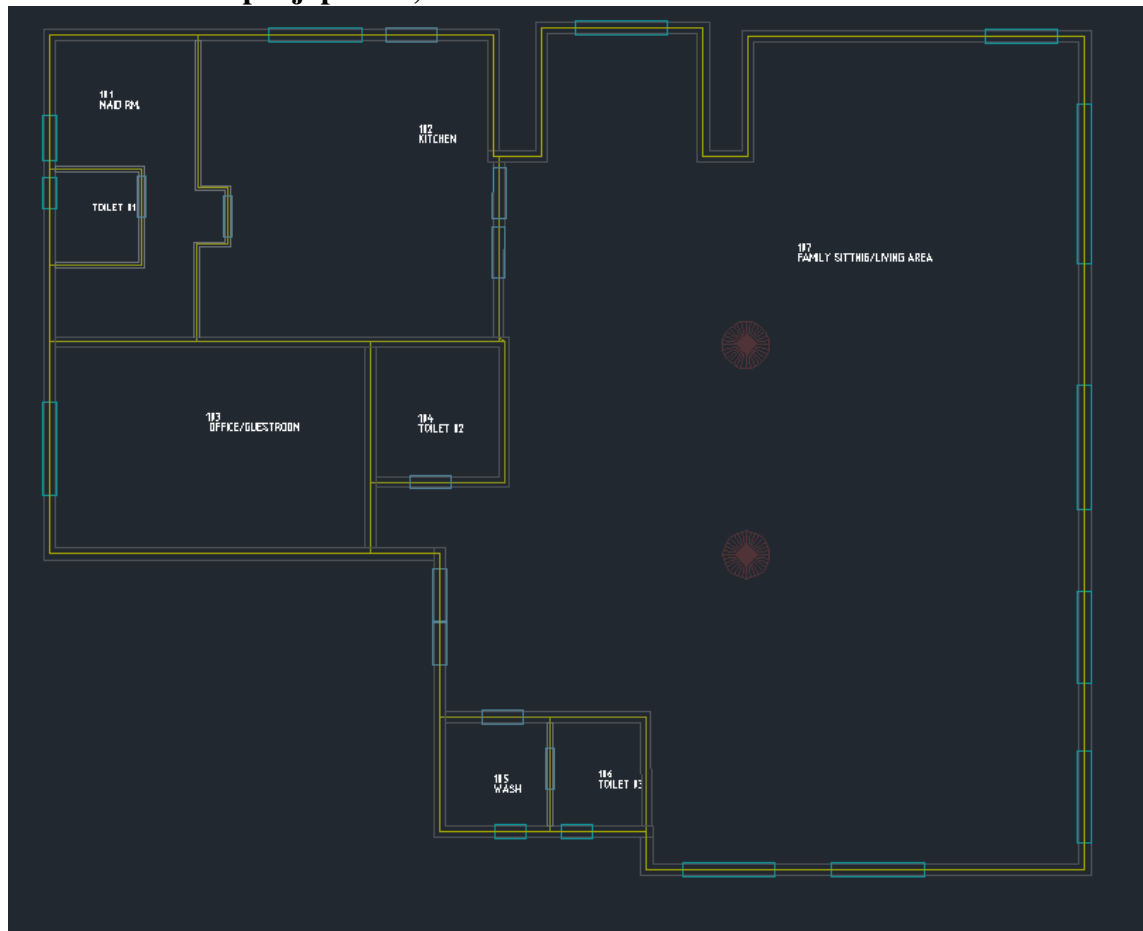 101
MAID RM.
102
KITCHEN
TOILET 01
107
FAMILY SITTNIG/LIVING AREA
103
OFFICE/GUESTROOM
104
TOILET 02
105
WASH
106
TOILET 03